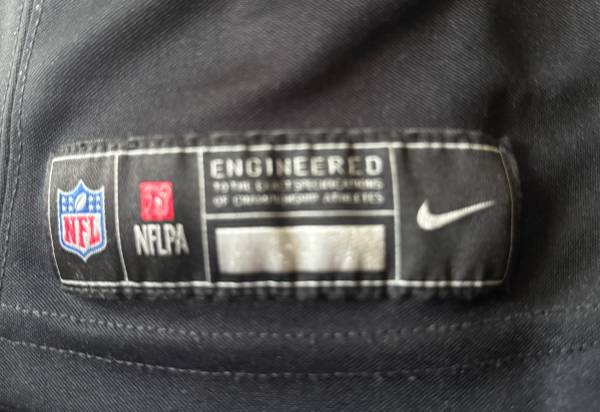 NFL
NFLPA
ENGINEERED
TO THE EXACT SPECIFICATIONS
OF CHAMPIONSHIP ATHLETES